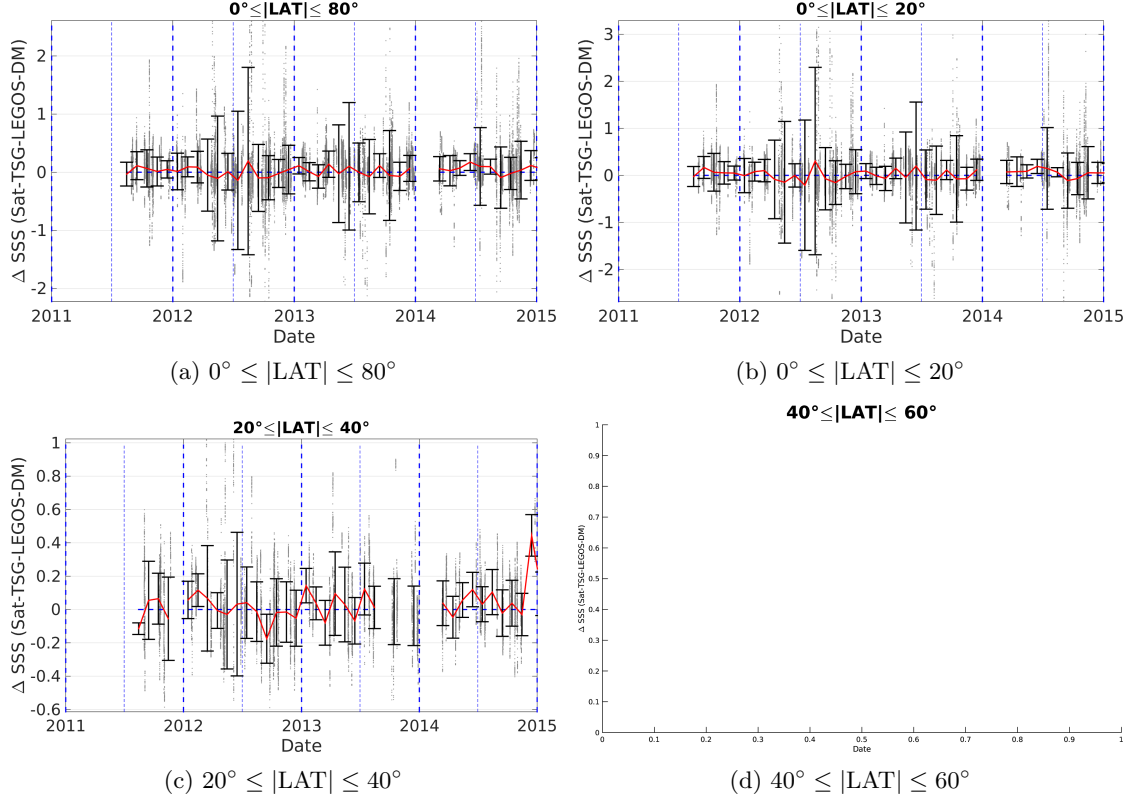 0°≤|LAT|≤ 80°
Δ SSS (Sat-TSG-LEGOS-DM)
2
1
0
-1
-2
2011 2012 2013 2014 2015
Date
(a) 0° ≤ |LAT| ≤ 80°
0°≤|LAT|≤ 20°
Δ SSS (Sat-TSG-LEGOS-DM)
3
2
1
0
-1
-2
2011 2012 2013 2014 2015
Date
(b) 0° ≤ |LAT| ≤ 20°
20°≤|LAT|≤ 40°
Δ SSS (Sat-TSG-LEGOS-DM)
1
0.8
0.6
0.4
0.2
0
-0.2
-0.4
-0.6
2011 2012 2013 2014 2015
Date
(c) 20° ≤ |LAT| ≤ 40°
40°≤|LAT|≤ 60°
Δ SSS (Sat-TSG-LEGOS-DM)
1
0.9
0.8
0.7
0.6
0.5
0.4
0.3
0.2
0.1
0
0 0.1 0.2 0.3 0.4 0.5 0.6 0.7 0.8 0.9 1
Date
(d) 40° ≤ |LAT| ≤ 60°